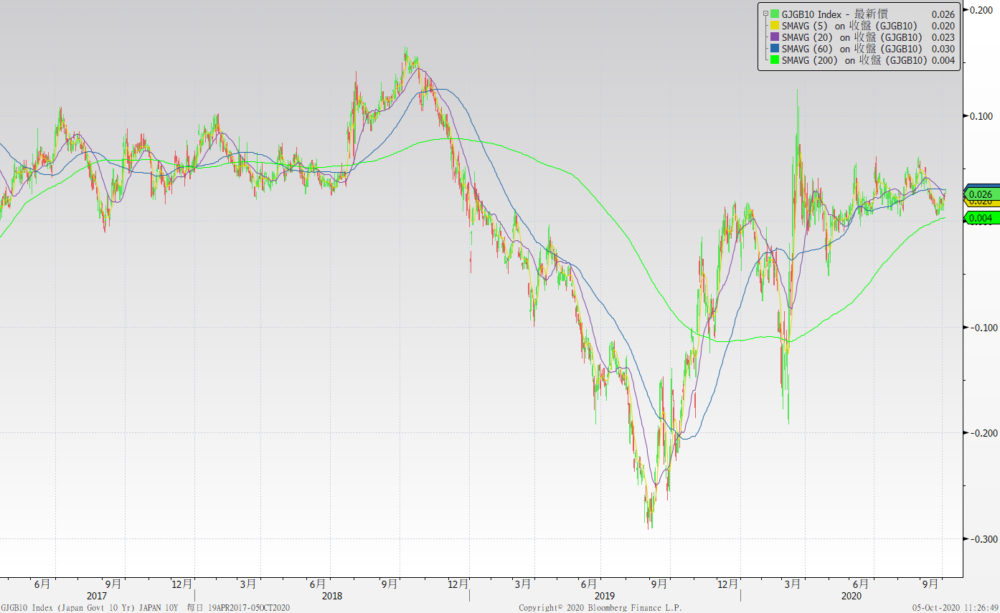 GJGB10 Index - 最新價 0.026
SMAVG (5) on 收盤 (GJGB10) 0.020
SMAVG (20) on 收盤 (GJGB10) 0.023
SMAVG (60) on 收盤 (GJGB10) 0.030
SMAVG (200) on 收盤 (GJGB10) 0.004
0.200
0.100
0.026
0.020
0.004
-0.100
-0.200
-0.300
6月 9月 12月 3月 6月 9月 12月 3月 6月 9月 12月 3月 6月 9月
2017 2018 2019 2020
GJGB10 Index (Japan Govt 10 Yr) JAPAN 10Y 每日 19APR2017-05OCT2020 Copyright© 2020 Bloomberg Finance L.P. 05-Oct-2020 11:26:49